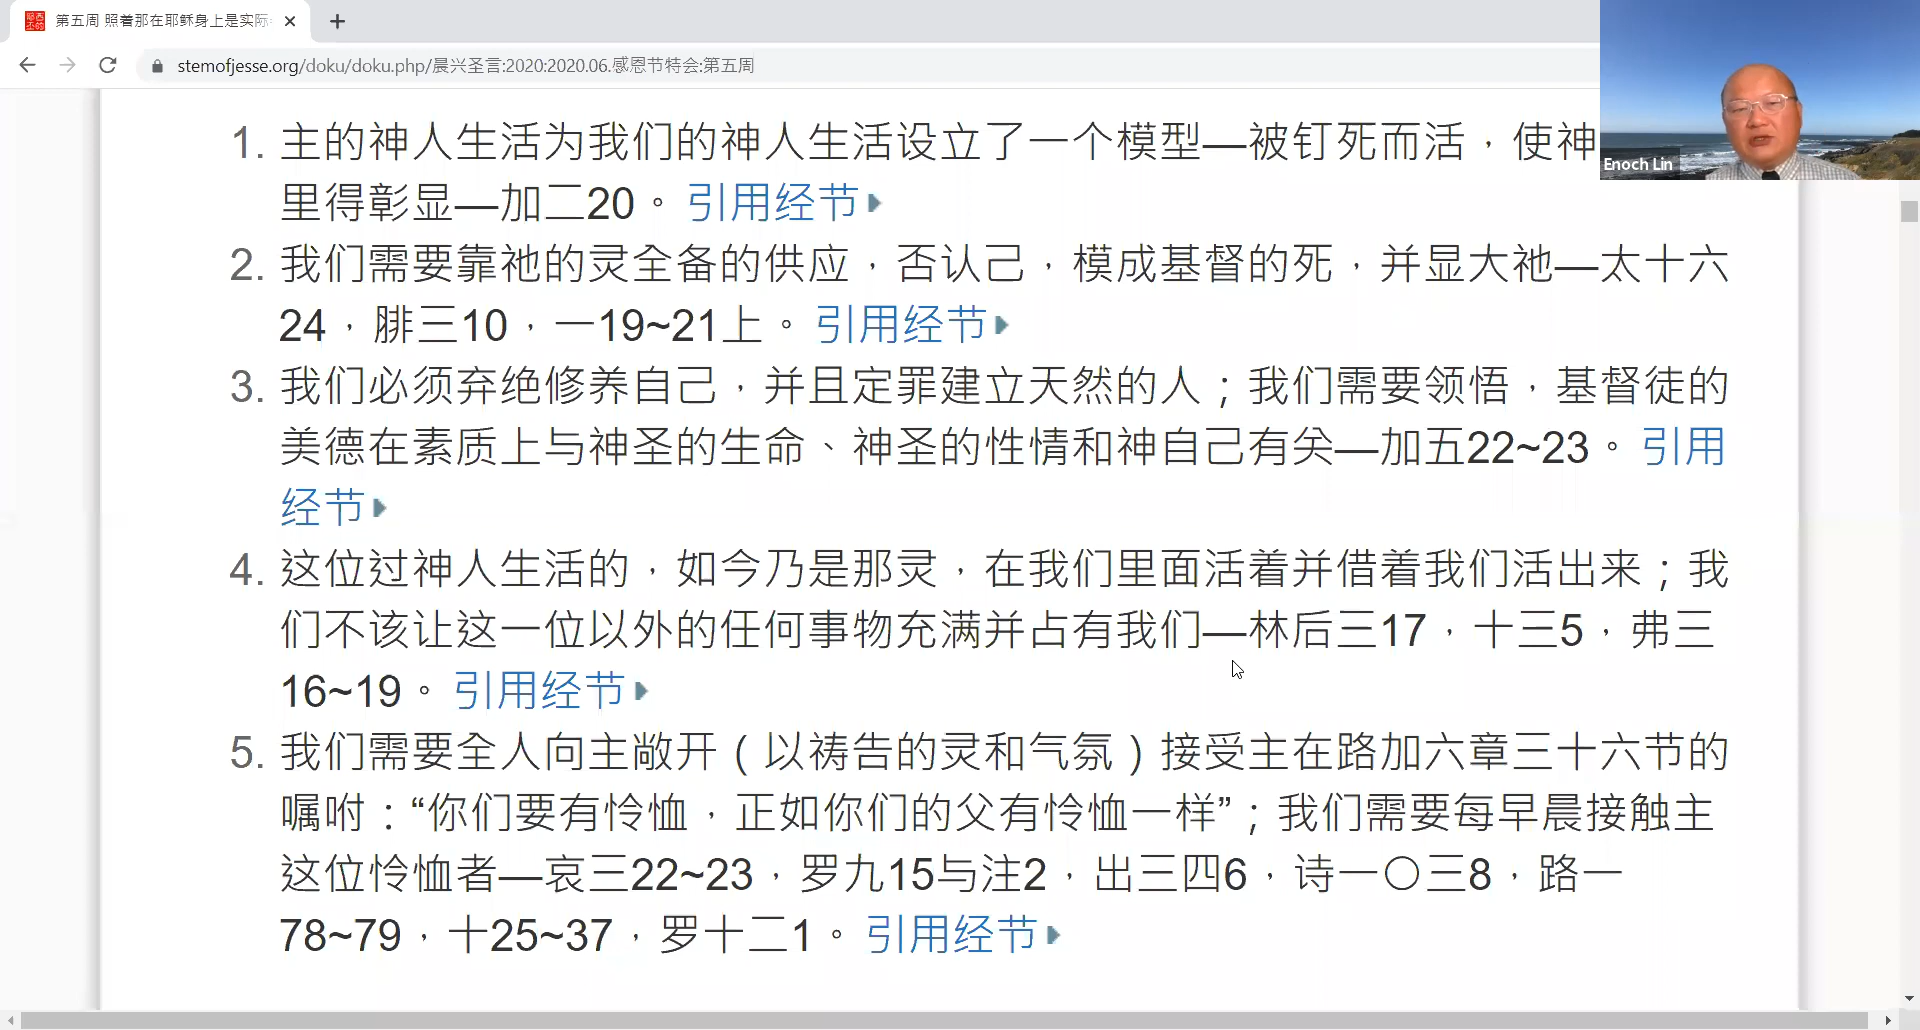 第五周 照着那在耶稣身上是实际
stemofjesse.org/doku/doku.php/晨兴圣言:2020:2020.06.感恩节特会:第五周
Enoch Lin
1. 主的神人生活为我们的神人生活设立了一个模型—被钉死而活，使神
里得彰显—加二20。引用经节
2. 我们需要靠祂的灵全备的供应，否认己，模成基督的死，并显大祂—太十六
24，腓三10，一19~21上。引用经节
3. 我们必须弃绝修养自己，并且定罪建立天然的人；我们需要领悟，基督徒的
美德在素质上与神圣的生命、神圣的性情和神自己有关—加五22~23。引用
经节
4. 这位过神人生活的，如今乃是那灵，在我们里面活着并借着我们活出来；我
们不该让这一位以外的任何事物充满并占有我们—林后三17，十三5，弗三
16~19。引用经节
5. 我们需要全人向主敞开（以祷告的灵和气氛）接受主在路加六章三十六节的
嘱咐：“你们要有怜恤，正如你们的父有怜恤一样”；我们需要每早晨接触主
这位怜恤者—哀三22~23，罗九15与注2，出三四6，诗一〇三8，路一
78~79，十25~37，罗十二1。引用经节